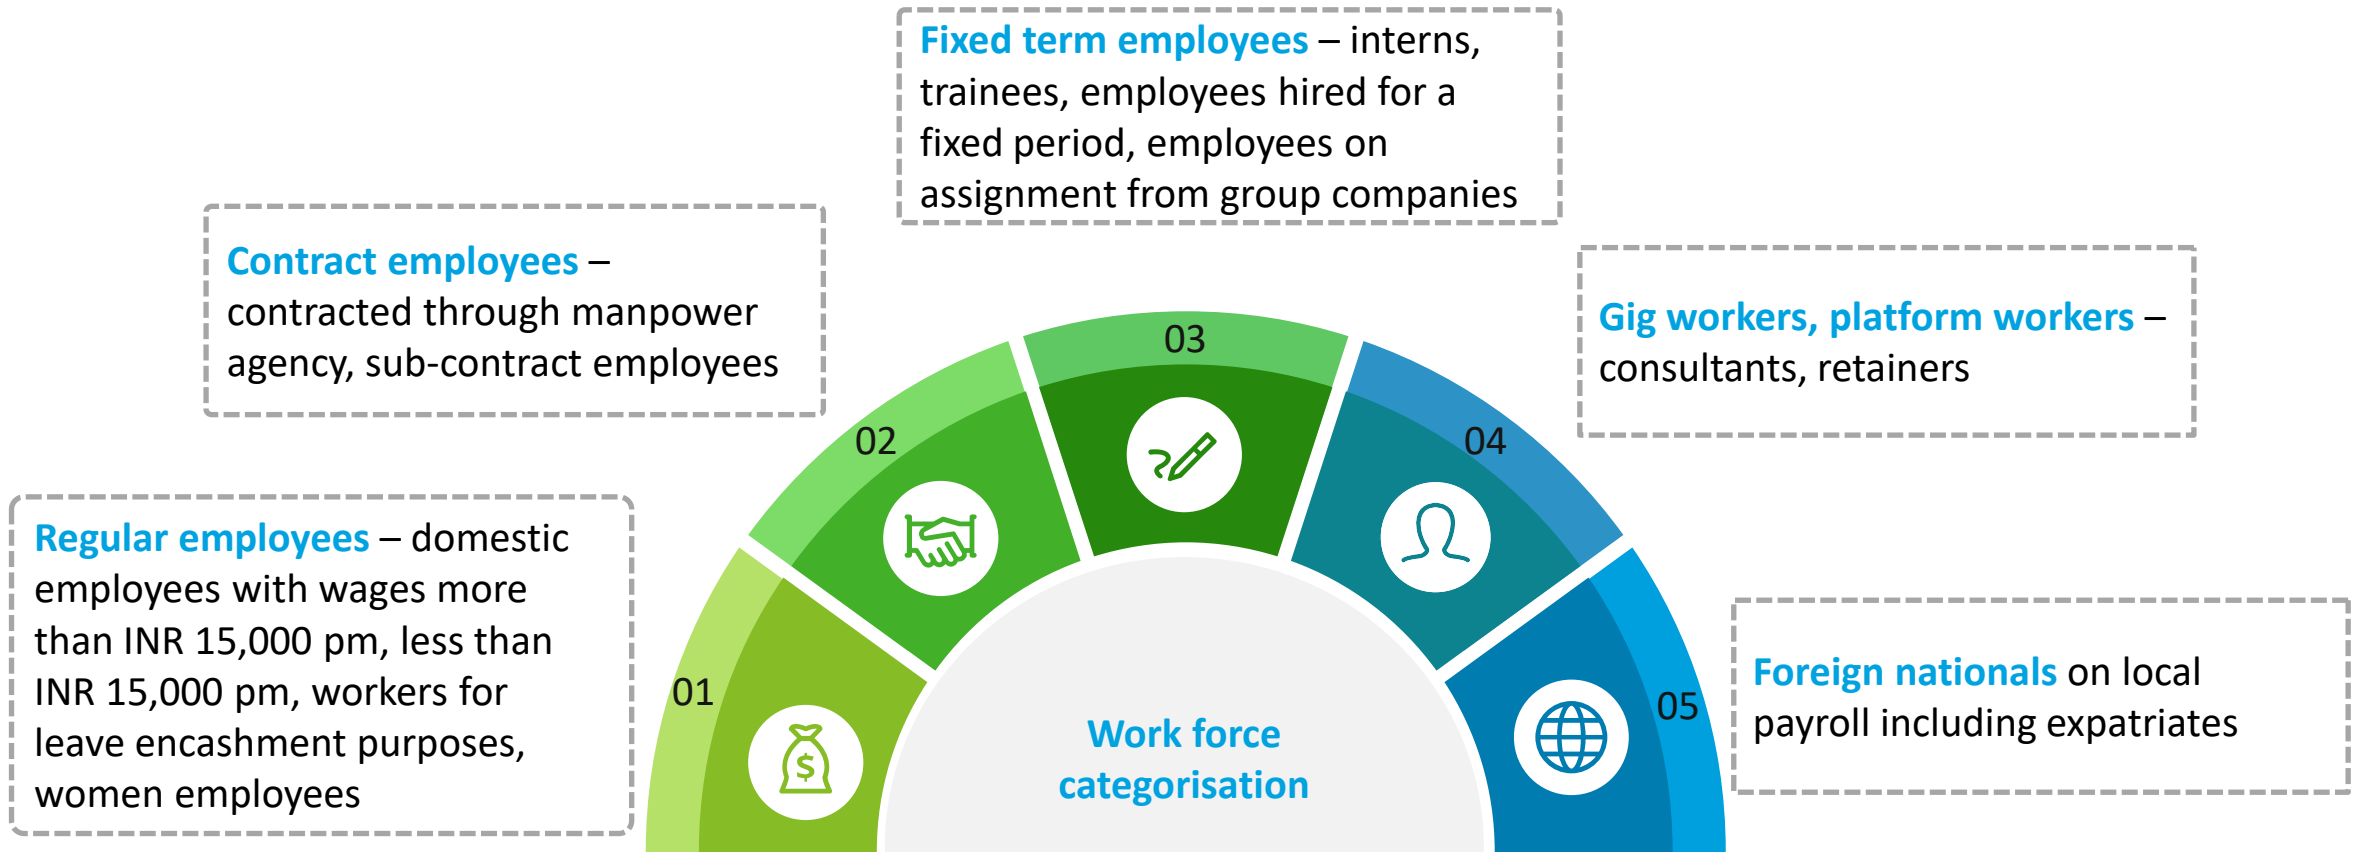 Fixed term employees – interns,
trainees, employees hired for a
fixed period, employees on
assignment from group companies
Contract employees –
contracted through manpower
agency, sub-contract employees
Gig workers, platform workers –
consultants, retainers
Regular employees – domestic
employees with wages more
than INR 15,000 pm, less than
INR 15,000 pm, workers for
leave encashment purposes,
women employees
Foreign nationals on local
payroll including expatriates
01
02
03
04
05
$
Work force
categorisation